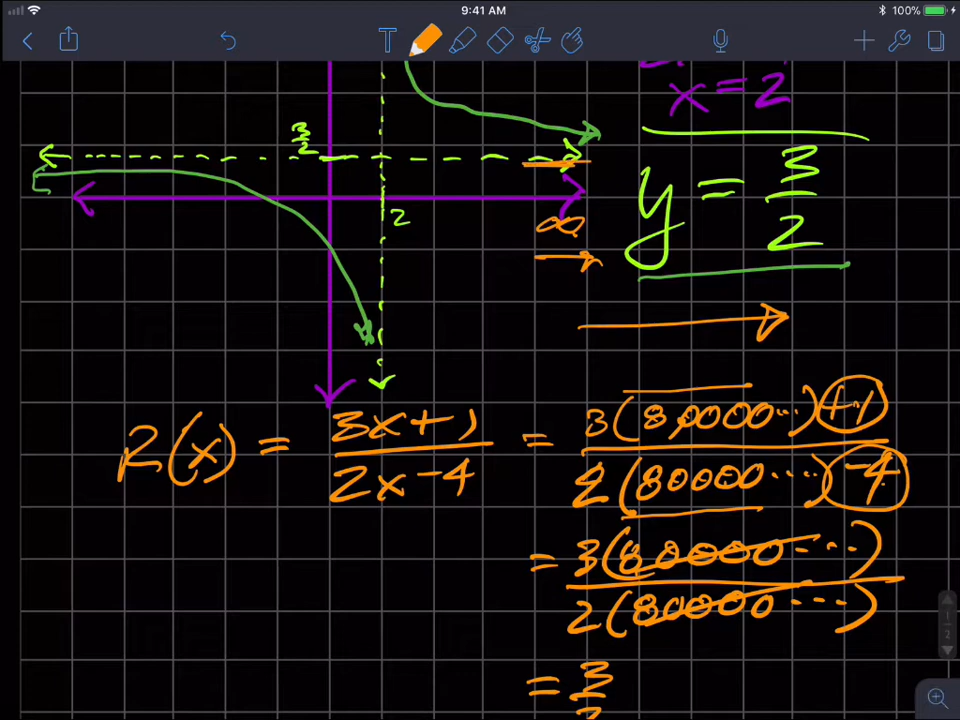 9:41 AM
100%
x = 2
3/2
2
y = 3/2
∞
R(x) = (3x+1)/(2x-4) = (3(80000...)+1)/(2(80000...)-4)
= (3(80000...))/(2(80000...))
= 3/2